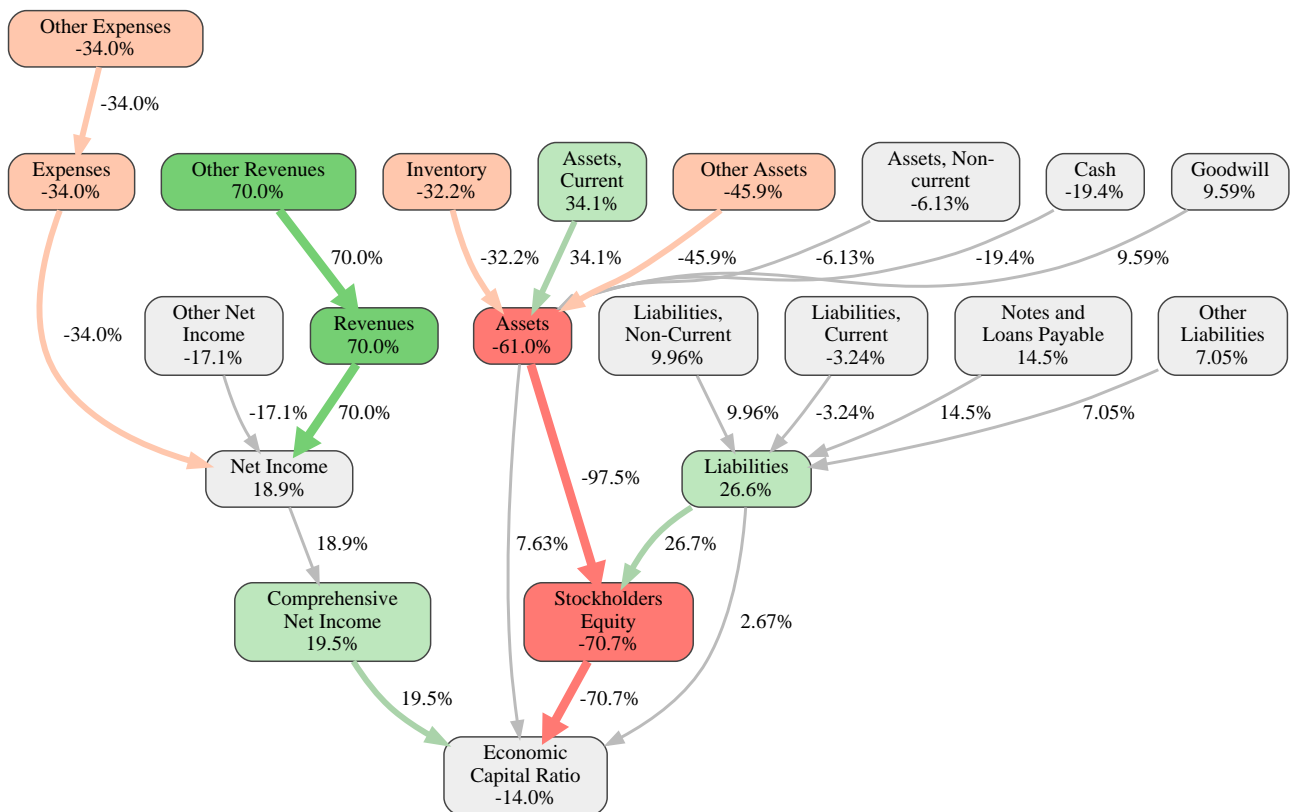 Other Expenses
-34.0%
-34.0%
Expenses
-34.0%
Other Revenues
70.0%
Inventory
-32.2%
Assets,
Current
34.1%
Other Assets
-45.9%
Assets, Non-
current
-6.13%
Cash
-19.4%
Goodwill
9.59%
70.0%
-32.2%
34.1%
-45.9%
-6.13%
-19.4%
9.59%
-34.0%
Other Net
Income
-17.1%
Revenues
70.0%
Assets
-61.0%
Liabilities,
Non-Current
9.96%
Liabilities,
Current
-3.24%
Notes and
Loans Payable
14.5%
Other
Liabilities
7.05%
-17.1%
70.0%
9.96%
-3.24%
14.5%
7.05%
Net Income
18.9%
-97.5%
Liabilities
26.6%
18.9%
7.63%
26.7%
Comprehensive
Net Income
19.5%
Stockholders
Equity
-70.7%
2.67%
19.5%
-70.7%
Economic
Capital Ratio
-14.0%